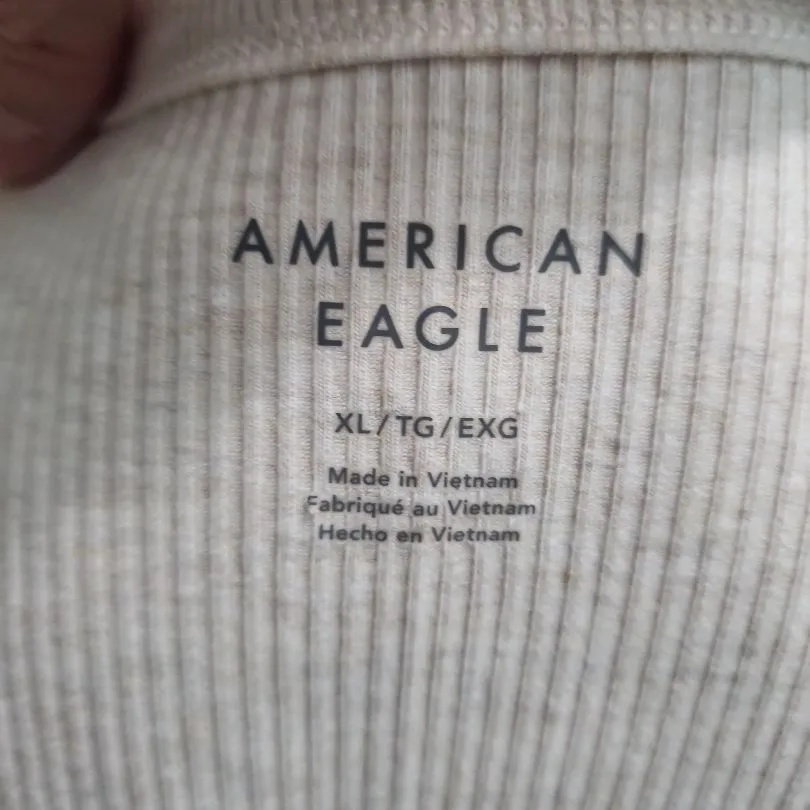 AMERICAN
EAGLE
XL/TG/EXG
Made in Vietnam
Fabriqué au Vietnam
Hecho en Vietnam